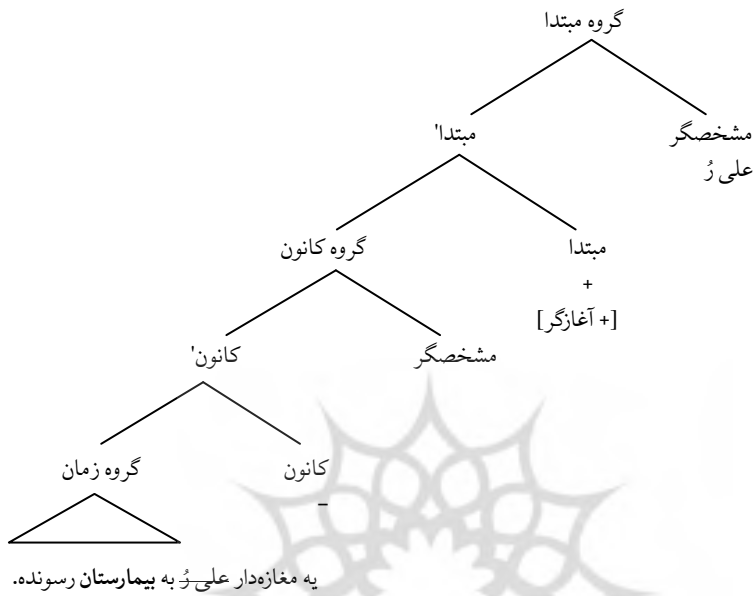 گروه مبتدا
مشخصگر
مبتدا'
علی رُ
مبتدا
گروه کانون
+
[+ آغازگر]
مشخصگر
کانون'
کانون
گروه زمان
–
یه مغازه‌دار علی رُ به بیمارستان رسونده.